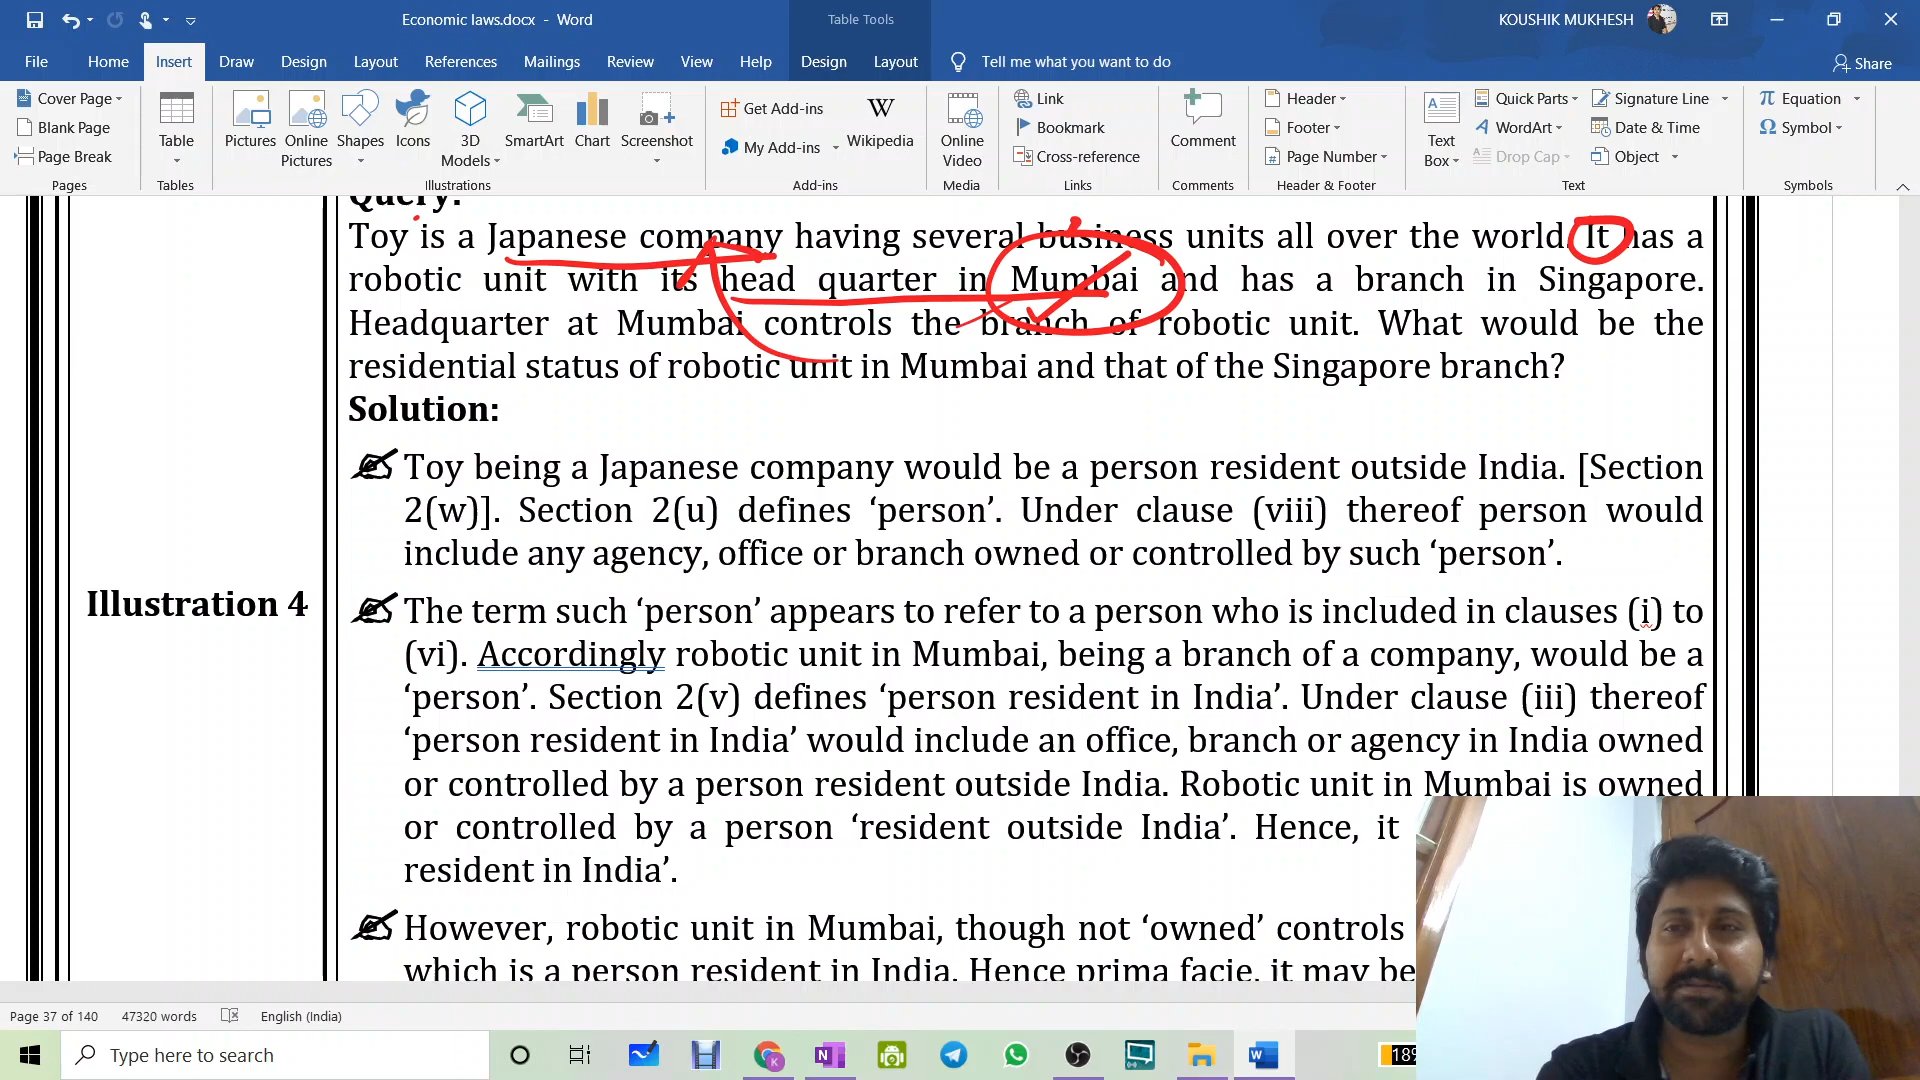 Economic laws.docx - Word
Table Tools
KOUSHIK MUKHESH
File Home Insert Draw Design Layout References Mailings Review View Help Design Layout Tell me what you want to do Share
Cover Page
Blank Page
Page Break
Pages
Table
Tables
Pictures
Online Pictures
Shapes
Icons
3D Models
SmartArt
Chart
Screenshot
Illustrations
Get Add-ins
My Add-ins
W
Wikipedia
Add-ins
Online Video
Media
Link
Bookmark
Cross-reference
Links
Comment
Comments
Header
Footer
Page Number
Header & Footer
A
Text Box
Quick Parts
WordArt
Drop Cap
Signature Line
Date & Time
Object
Text
π Equation
Ω Symbol
Symbols
Query:
Toy is a Japanese company having several business units all over the world. It has a
robotic unit with its head quarter in Mumbai and has a branch in Singapore.
Headquarter at Mumbai controls the branch of robotic unit. What would be the
residential status of robotic unit in Mumbai and that of the Singapore branch?
Solution:
Toy being a Japanese company would be a person resident outside India. [Section
2(w)]. Section 2(u) defines ‘person’. Under clause (viii) thereof person would
include any agency, office or branch owned or controlled by such ‘person’.
Illustration 4
The term such ‘person’ appears to refer to a person who is included in clauses (i) to
(vi). Accordingly robotic unit in Mumbai, being a branch of a company, would be a
‘person’. Section 2(v) defines ‘person resident in India’. Under clause (iii) thereof
‘person resident in India’ would include an office, branch or agency in India owned
or controlled by a person resident outside India. Robotic unit in Mumbai is owned
or controlled by a person ‘resident outside India’. Hence, it
resident in India’.
However, robotic unit in Mumbai, though not ‘owned’ controls
which is a person resident in India. Hence prima facie, it may be
Page 37 of 140 47320 words English (India)
Type here to search
K
N
W
18%